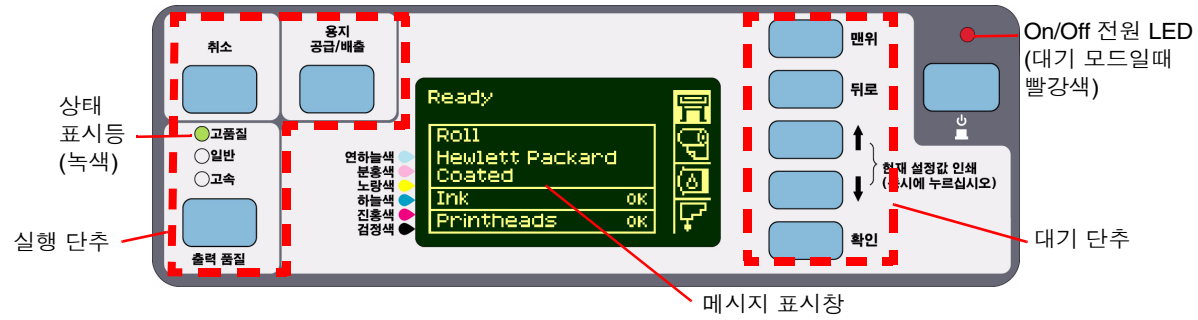 취소
용지
공급/배출
상태
표시등
(녹색)
고품질
일반
고속
출력 품질
실행 단추
연하늘색
분홍색
노랑색
하늘색
진홍색
검정색
Ready
Roll
Hewlett Packard
Coated
Ink OK
Printheads OK
메시지 표시창
맨위
뒤로
현재 설정값 인쇄
(동시에 누르십시오)
확인
On/Off 전원 LED
(대기 모드일때
빨강색)
대기 단추